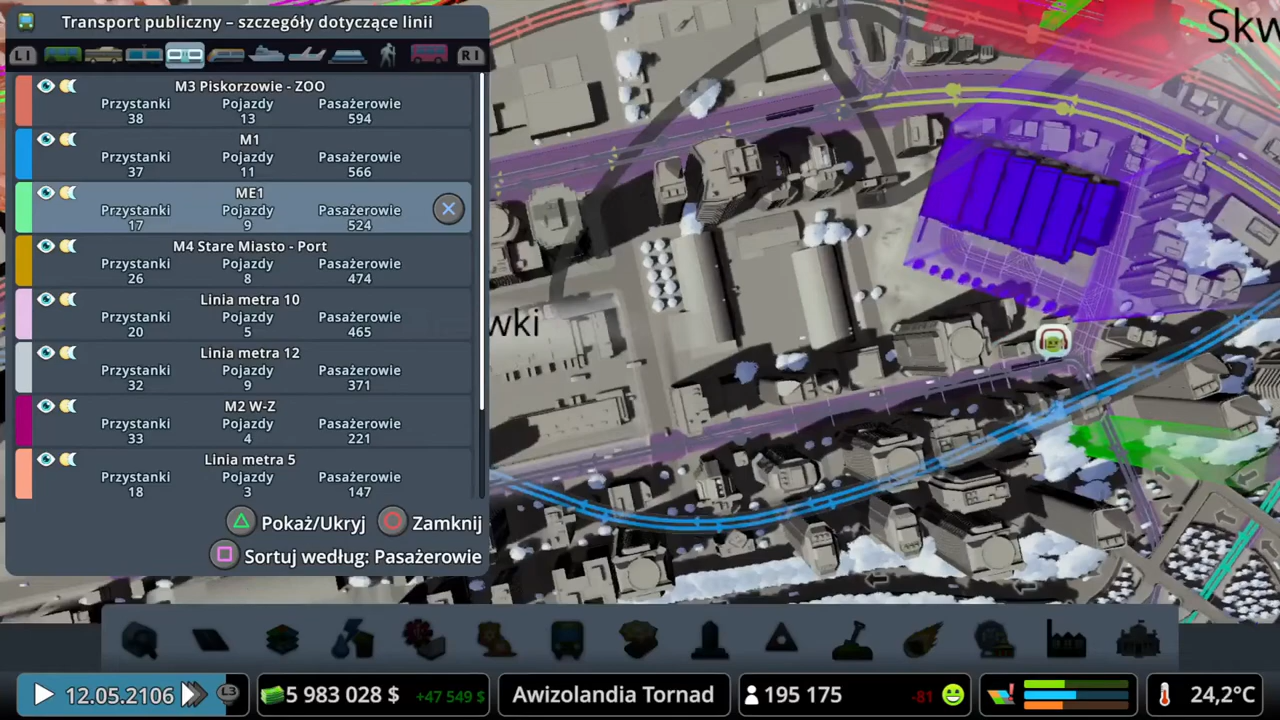 Transport publiczny – szczegóły dotyczące linii
L1
R1
M3 Piskorzowie - ZOO
Przystanki Pojazdy Pasażerowie
38 13 594
M1
Przystanki Pojazdy Pasażerowie
37 11 566
ME1
Przystanki Pojazdy Pasażerowie
17 9 524
M4 Stare Miasto - Port
Przystanki Pojazdy Pasażerowie
26 8 474
Linia metra 10
Przystanki Pojazdy Pasażerowie
20 5 465
Linia metra 12
Przystanki Pojazdy Pasażerowie
32 9 371
M2 W-Z
Przystanki Pojazdy Pasażerowie
33 4 221
Linia metra 5
Przystanki Pojazdy Pasażerowie
18 3 147
Pokaż/Ukryj Zamknij
Sortuj według: Pasażerowie
Skw
wki
12.05.2106 L3 5 983 028 $ +47 549 $ Awizolandia Tornad 195 175 -81 24,2°C